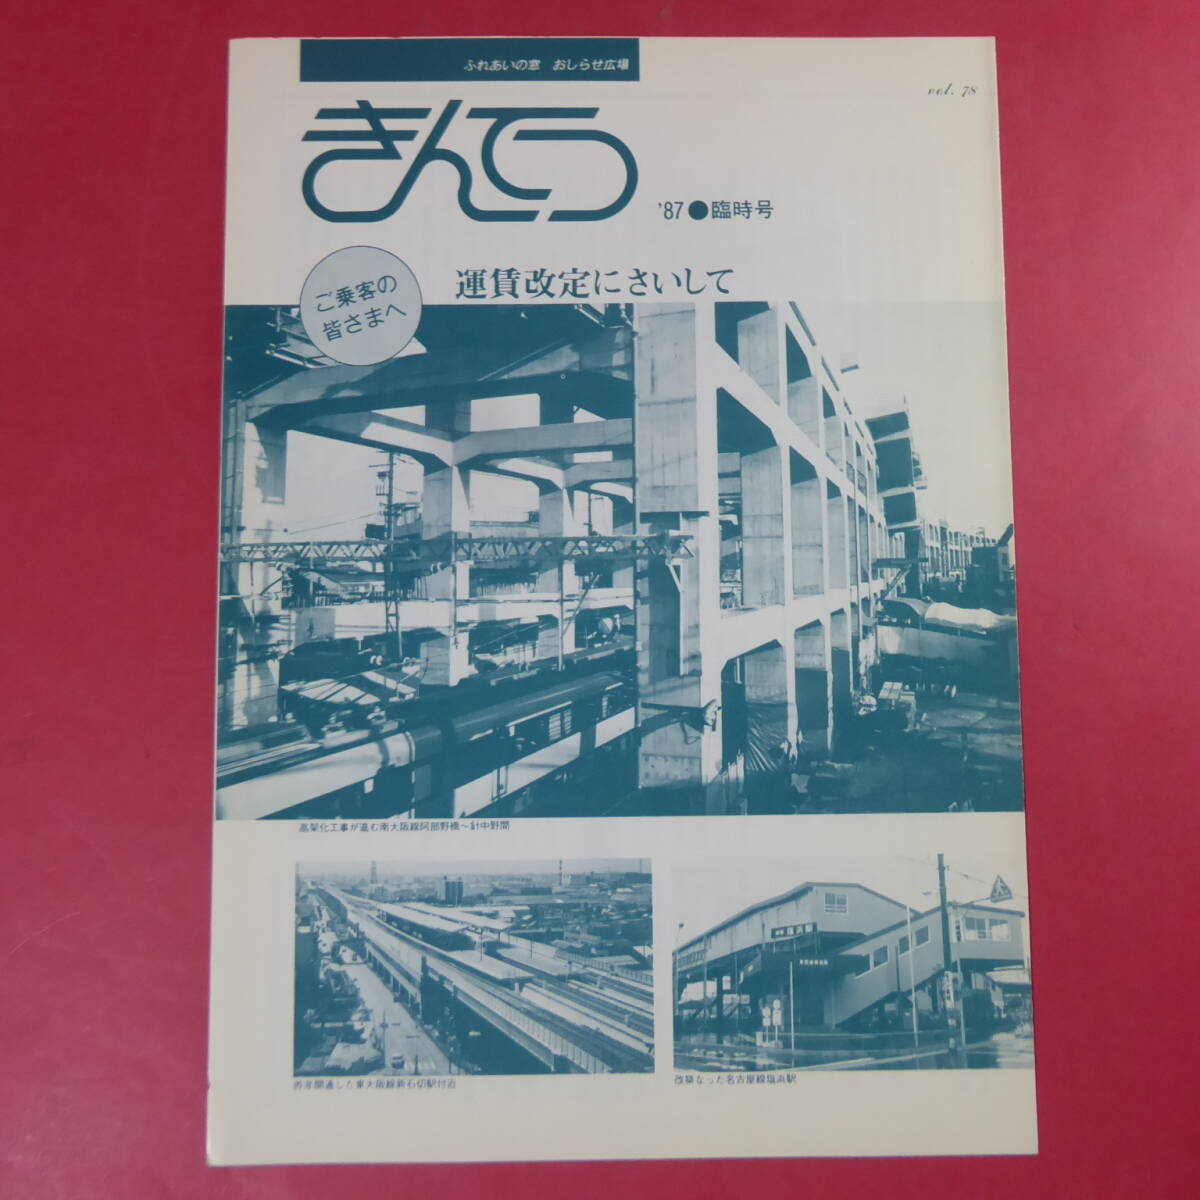 ふれあいの窓 おしらせ広場
vol. 78
きんてつ
'87●臨時号
ご乗客の
皆さまへ
運賃改定にさいして
高架化工事が進む南大阪線阿部野橋〜針中野間
昨年開通した東大阪線新石切駅付近
塩浜駅
改築なった名古屋線塩浜駅